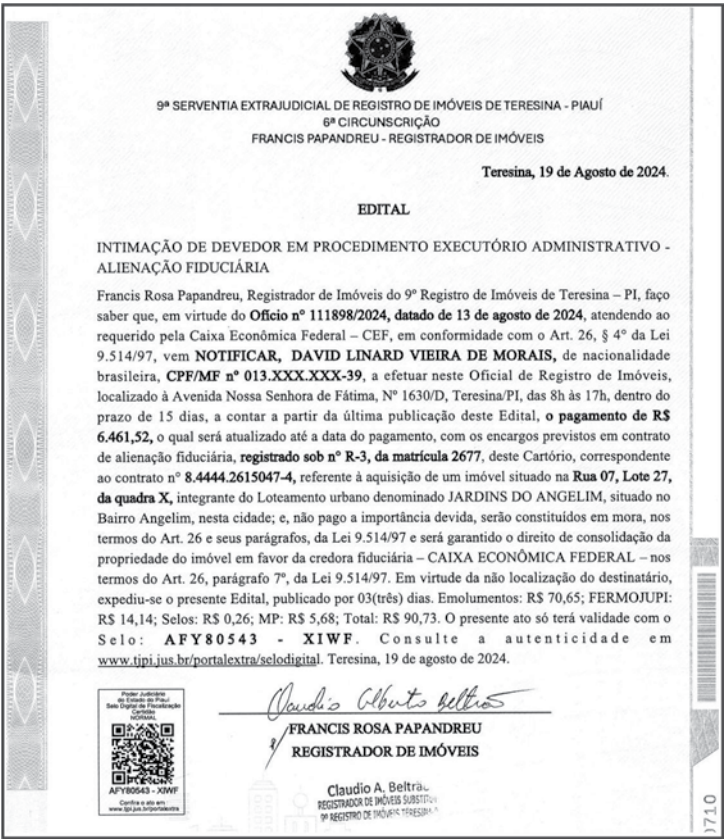 9ª SERVENTIA EXTRAJUDICIAL DE REGISTRO DE IMÓVEIS DE TERESINA - PIAUÍ
6ª CIRCUNSCRIÇÃO
FRANCIS PAPANDREU - REGISTRADOR DE IMÓVEIS
Teresina, 19 de Agosto de 2024.
EDITAL
INTIMAÇÃO DE DEVEDOR EM PROCEDIMENTO EXECUTÓRIO ADMINISTRATIVO -
ALIENAÇÃO FIDUCIÁRIA
Francis Rosa Papandreu, Registrador de Imóveis do 9º Registro de Imóveis de Teresina – PI, faço
saber que, em virtude do Ofício nº 111898/2024, datado de 13 de agosto de 2024, atendendo ao
requerido pela Caixa Econômica Federal – CEF, em conformidade com o Art. 26, § 4º da Lei
9.514/97, vem NOTIFICAR, DAVID LINARD VIEIRA DE MORAIS, de nacionalidade
brasileira, CPF/MF nº 013.XXX.XXX-39, a efetuar neste Oficial de Registro de Imóveis,
localizado à Avenida Nossa Senhora de Fátima, Nº 1630/D, Teresina/PI, das 8h às 17h, dentro do
prazo de 15 dias, a contar a partir da última publicação deste Edital, o pagamento de R$
6.461,52, o qual será atualizado até a data do pagamento, com os encargos previstos em contrato
de alienação fiduciária, registrado sob nº R-3, da matrícula 2677, deste Cartório, correspondente
ao contrato nº 8.4444.2615047-4, referente à aquisição de um imóvel situado na Rua 07, Lote 27,
da quadra X, integrante do Loteamento urbano denominado JARDINS DO ANGELIM, situado no
Bairro Angelim, nesta cidade; e, não pago a importância devida, serão constituídos em mora, nos
termos do Art. 26 e seus parágrafos, da Lei 9.514/97 e será garantido o direito de consolidação da
propriedade do imóvel em favor da credora fiduciária – CAIXA ECONÔMICA FEDERAL – nos
termos do Art. 26, parágrafo 7º, da Lei 9.514/97. Em virtude da não localização do destinatário,
expediu-se o presente Edital, publicado por 03(três) dias. Emolumentos: R$ 70,65; FERMOJUPI:
R$ 14,14; Selos: R$ 0,26; MP: R$ 5,68; Total: R$ 90,73. O presente ato só terá validade com o
Selo: AFY80543 - XIWF. Consulte a autenticidade em
www.tjpi.jus.br/portalextra/selodigital. Teresina, 19 de agosto de 2024.
Poder Judiciário
do Estado do Piauí
Selo Digital de Fiscalização
Certidão
NORMAL
AFY80543 - XIWF
Confira o ato em:
www.tjpi.jus.br/portalextra
Claudio Alberto Beltrão
FRANCIS ROSA PAPANDREU
REGISTRADOR DE IMÓVEIS
Claudio A. Beltrão
REGISTRADOR DE IMÓVEIS SUBSTITU
9º REGISTRO DE IMÓVEIS TERESINA
710